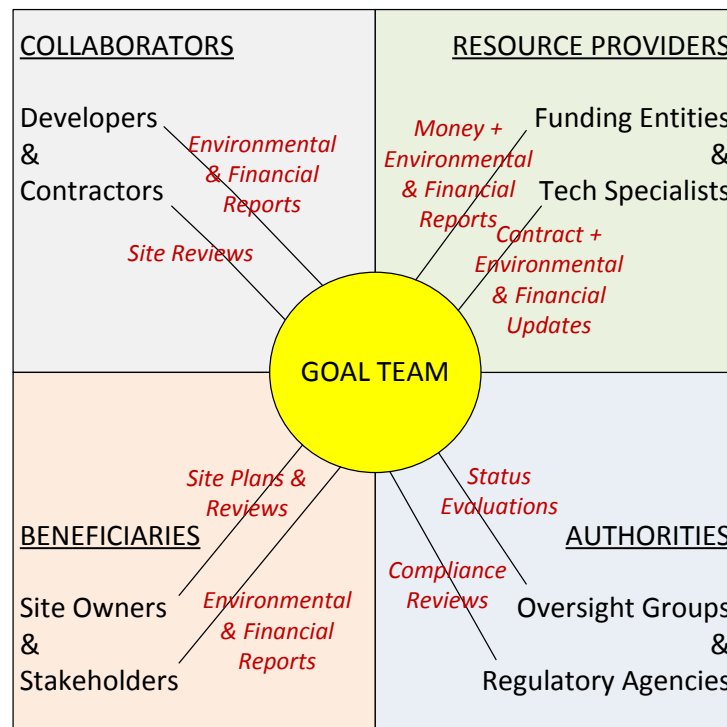 COLLABORATORS
Developers
&
Contractors
Environmental
& Financial
Reports
Site Reviews
RESOURCE PROVIDERS
Funding Entities
&
Tech Specialists
Money +
Environmental
& Financial
Reports
Contract +
Environmental
& Financial
Updates
GOAL TEAM
Site Plans &
Reviews
BENEFICIARIES
Site Owners
&
Stakeholders
Environmental
& Financial
Reports
Status
Evaluations
AUTHORITIES
Compliance
Reviews
Oversight Groups
&
Regulatory Agencies